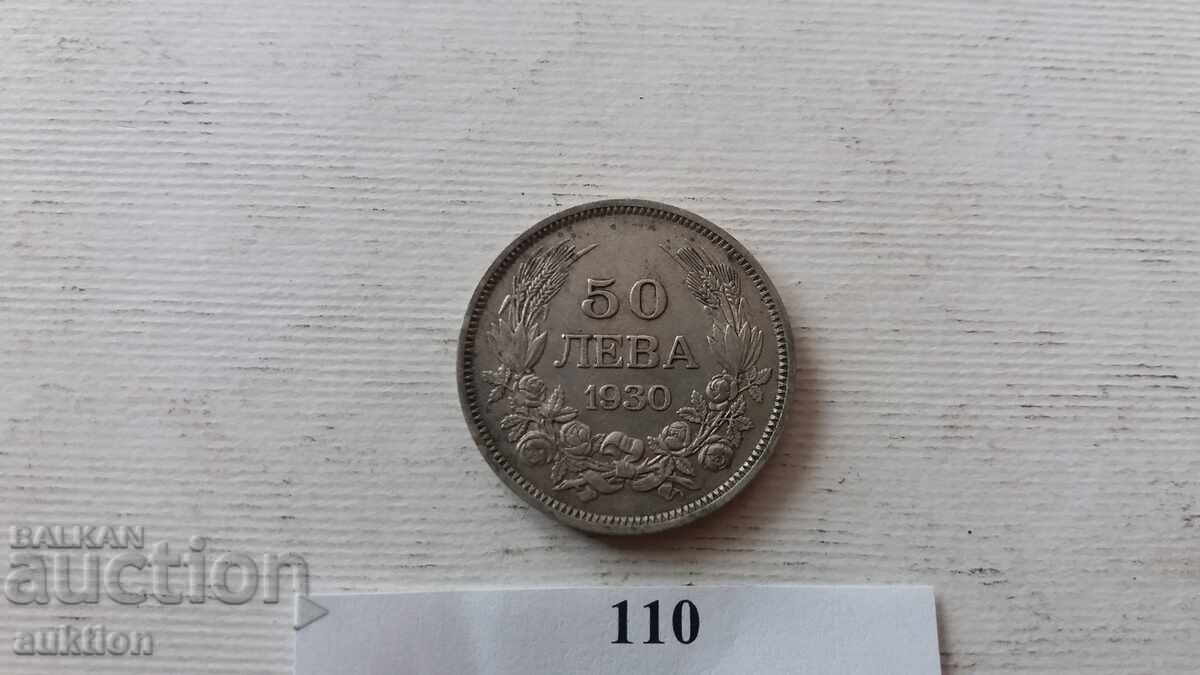 50
ЛЕВА
1930
BALKAN
auction
auktion
110